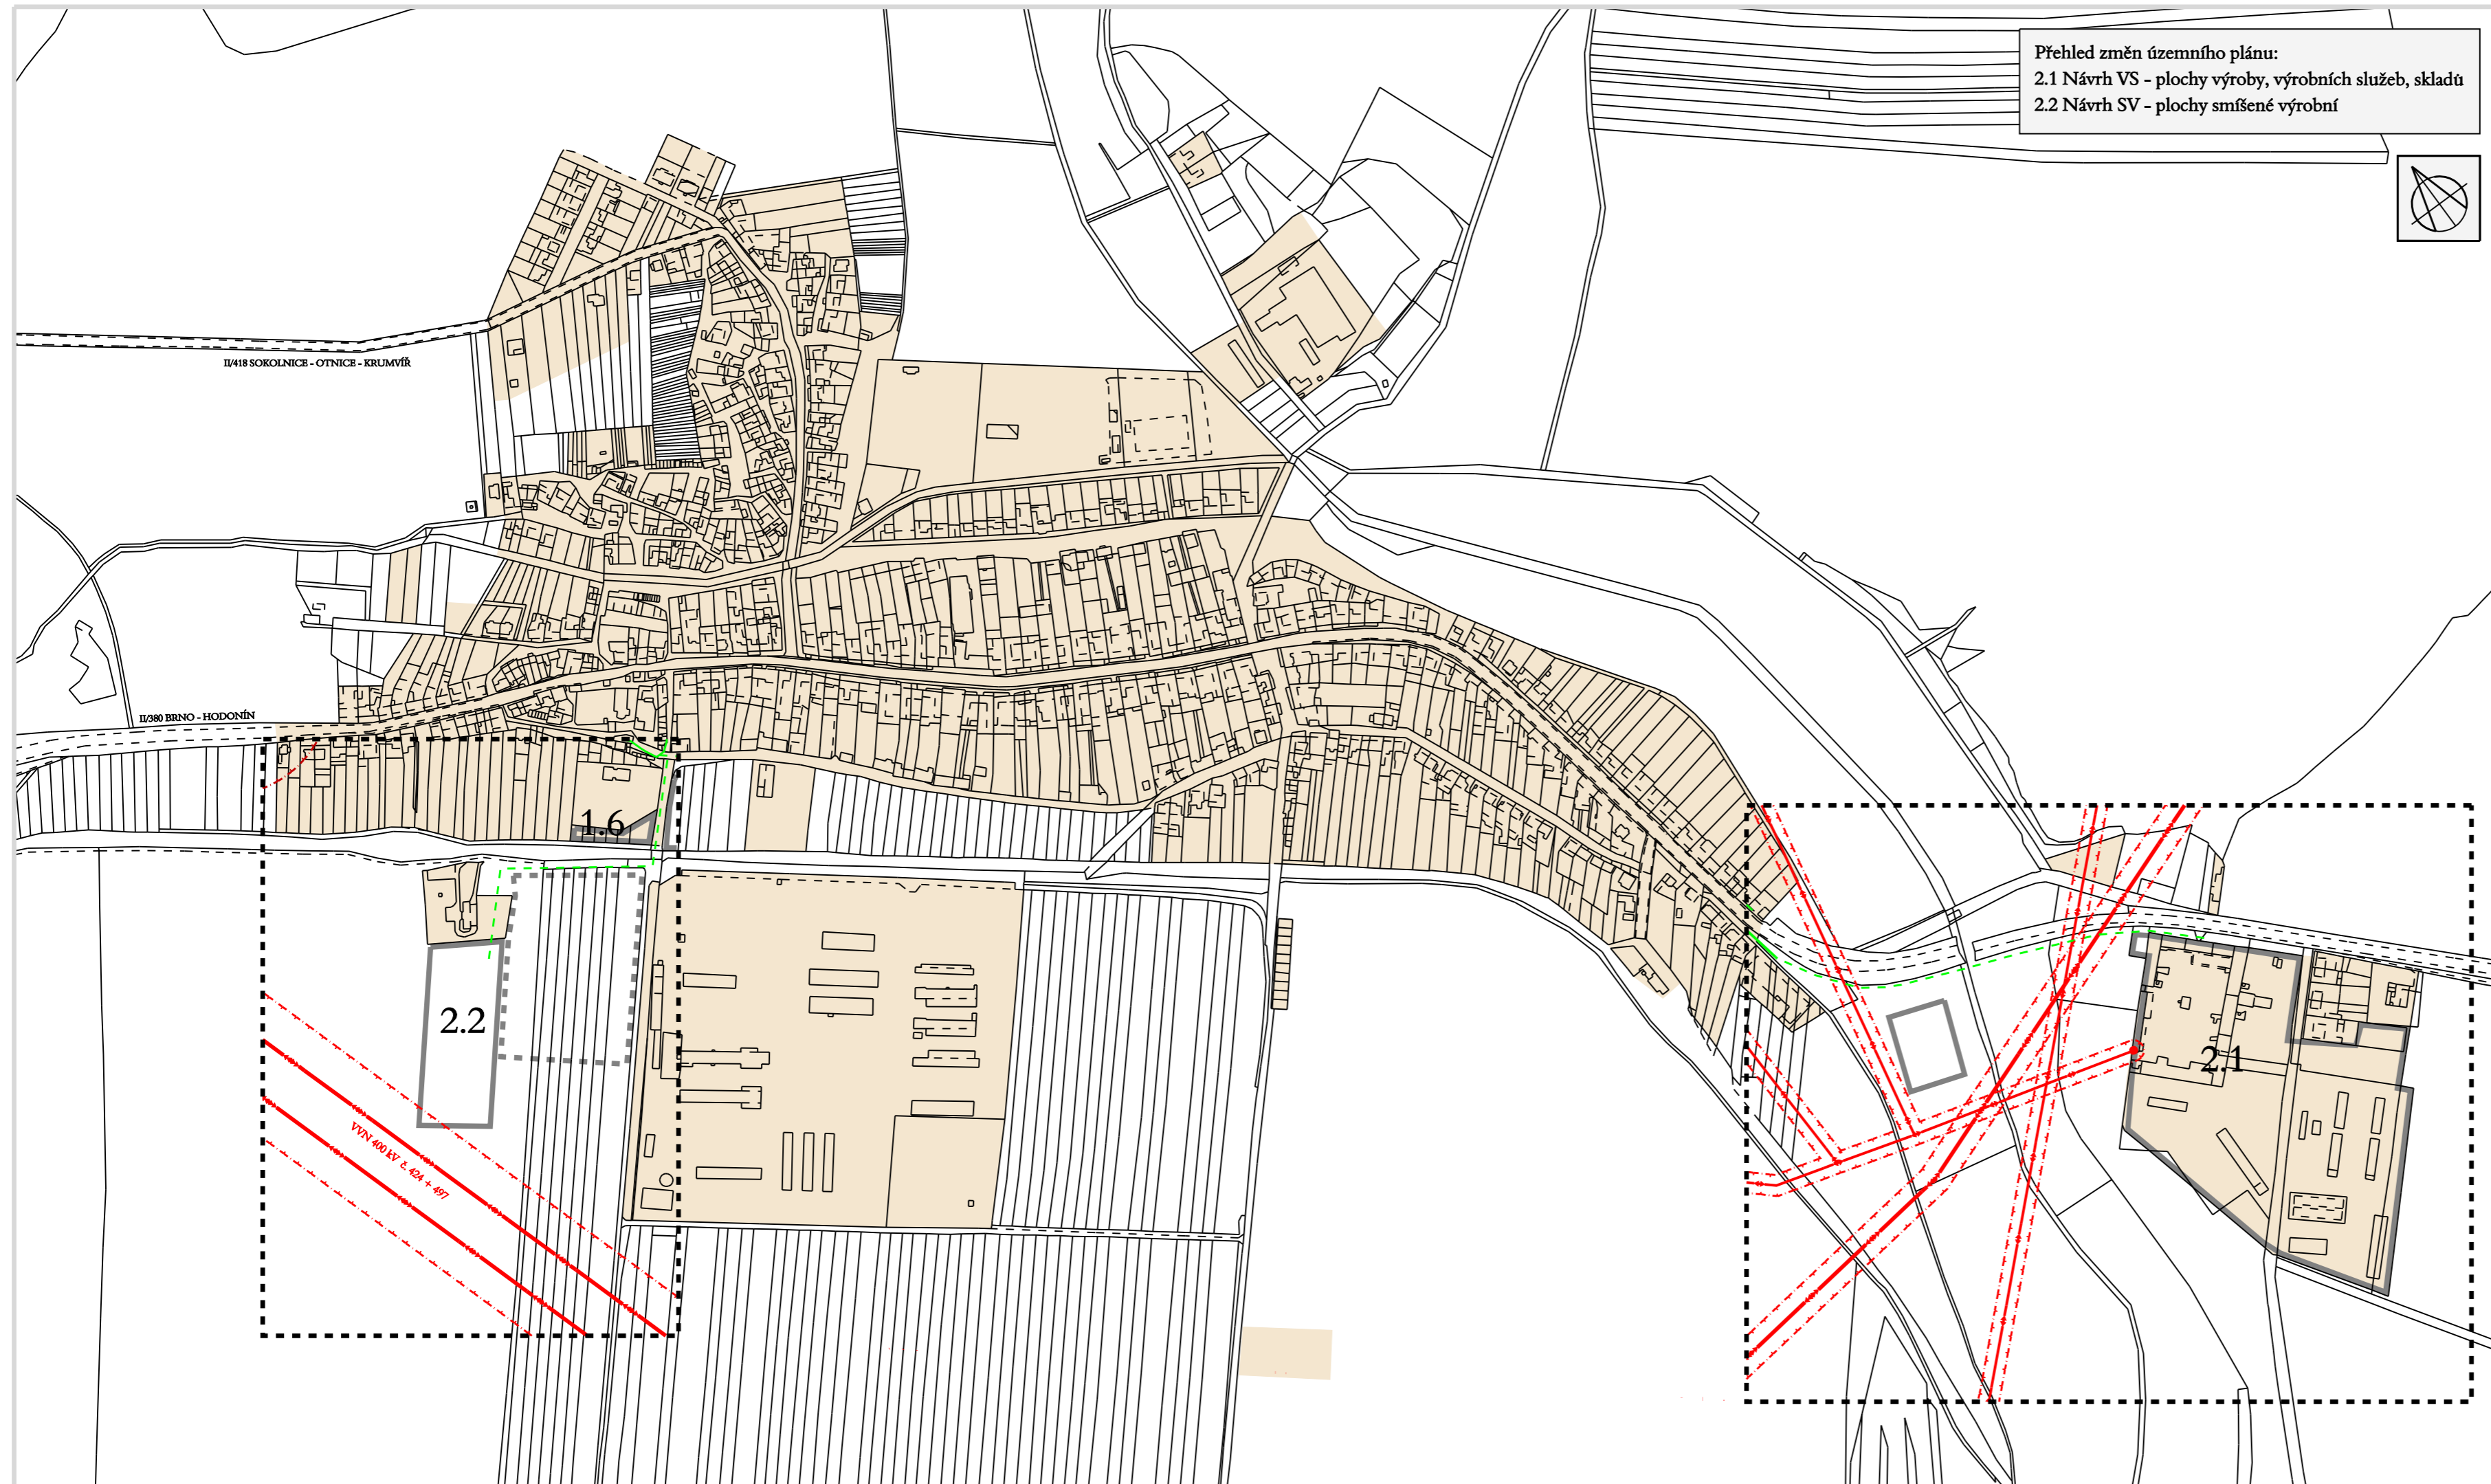 Přehled změn územního plánu:
2.1 Návrh VS - plochy výroby, výrobních služeb, skladů
2.2 Návrh SV - plochy smíšené výrobní
II/418 SOKOLNICE - OTNICE - KRUMVÍŘ
II/380 BRNO - HODONÍN
1.6
2.2
2.1
VVN 400 kV č. 424 + 497